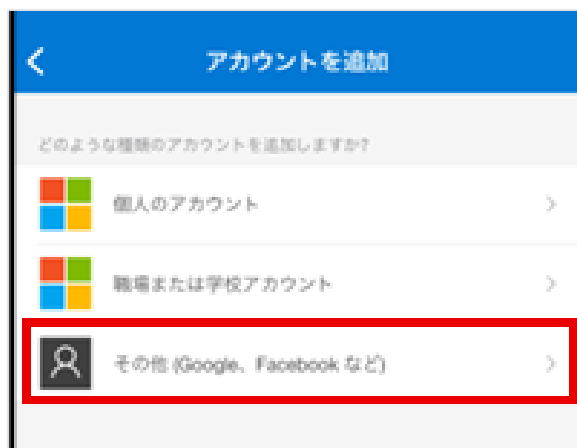 アカウントを追加
どのような種類のアカウントを追加しますか?
個人のアカウント
職場または学校アカウント
その他 (Google、Facebook など)